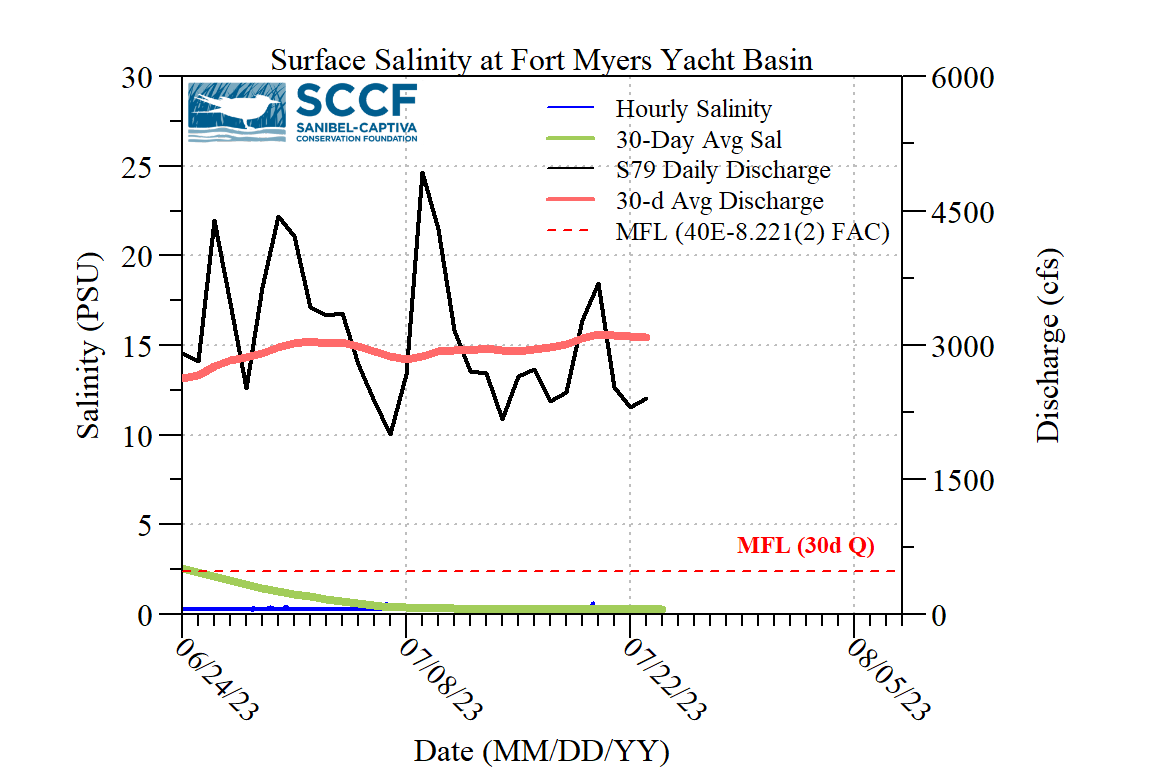 Surface Salinity at Fort Myers Yacht Basin
SCCF
SANIBEL-CAPTIVA
CONSERVATION FOUNDATION
Hourly Salinity
30-Day Avg Sal
S79 Daily Discharge
30-d Avg Discharge
MFL (40E-8.221(2) FAC)
Salinity (PSU)
30
25
20
15
10
5
0
Discharge (cfs)
6000
4500
3000
1500
0
MFL (30d Q)
06/24/23
07/08/23
07/22/23
08/05/23
Date (MM/DD/YY)